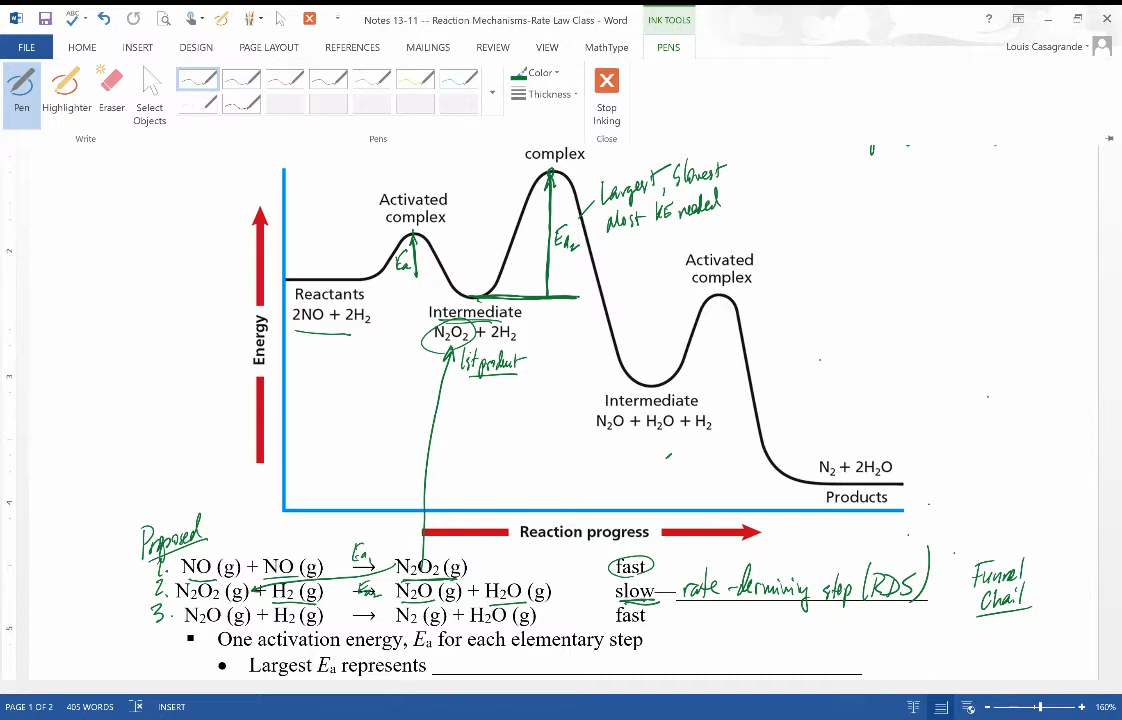 Notes 13-11 -- Reaction Mechanisms-Rate Law Class - Word
INK TOOLS
FILE HOME INSERT DESIGN PAGE LAYOUT REFERENCES MAILINGS REVIEW VIEW MathType PENS
Louis Casagrande
Pen Highlighter Eraser Select Objects
Color
Thickness
Stop Inking
Write Pens Close
complex
Largest, Slowest
Most KE needed
Activated
complex
Ea
Ea2
Activated
complex
Reactants
2NO + 2H₂
Intermediate
N₂O₂ + 2H₂
1st product
Energy
Intermediate
N₂O + H₂O + H₂
N₂ + 2H₂O
Products
Reaction progress
Proposed
1. NO (g) + NO (g) Ea1 → N₂O₂ (g) fast
2. N₂O₂ (g) + H₂ (g) Ea2 → N₂O (g) + H₂O (g) slow — rate-dermining step (RDS)
Funnel
Chail
3. N₂O (g) + H₂ (g) → N₂ (g) + H₂O (g) fast
▪ One activation energy, Eₐ for each elementary step
• Largest Eₐ represents
PAGE 1 OF 2 405 WORDS INSERT 160%